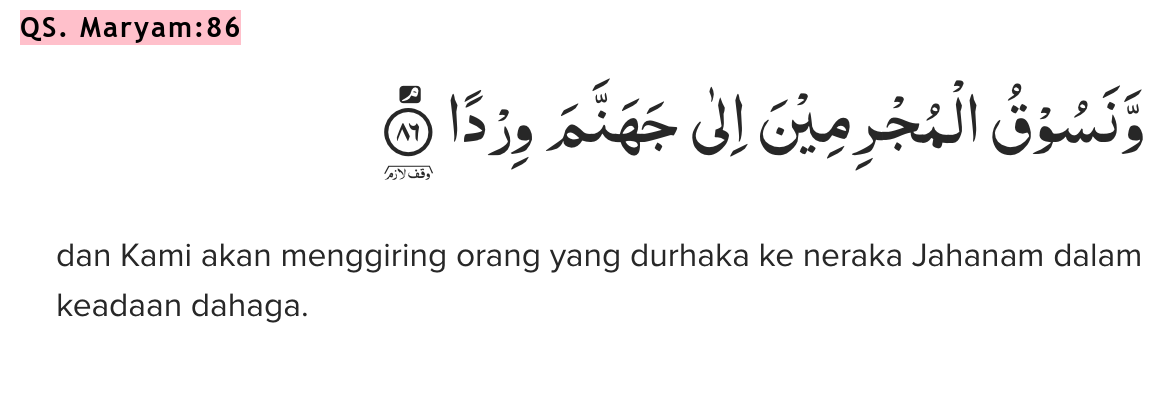 QS. Maryam:86
وَّنَسُوْقُ الْمُجْرِمِيْنَ اِلٰى جَهَنَّمَ وِرْدًا ۘ ٨٦
وقف لازم
dan Kami akan menggiring orang yang durhaka ke neraka Jahanam dalam
keadaan dahaga.